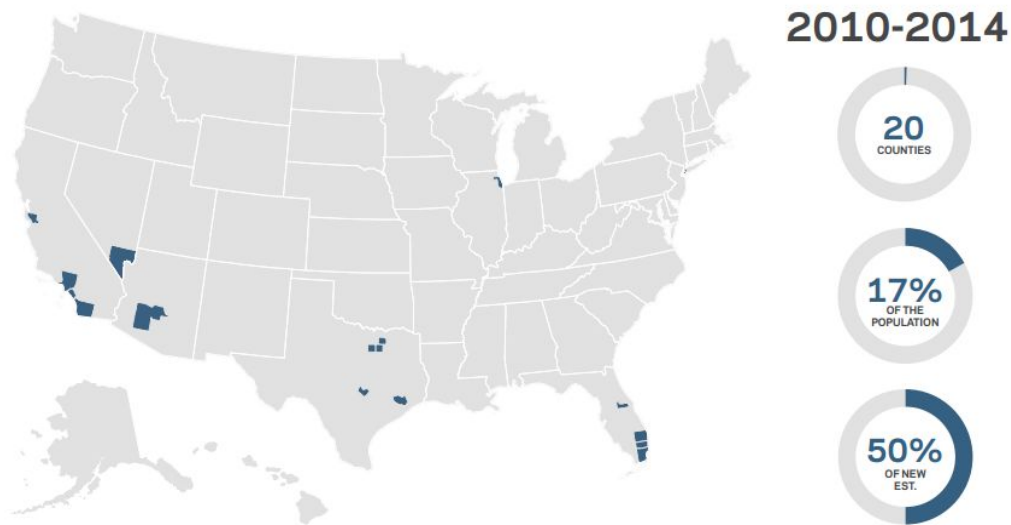 2010-2014
20
COUNTIES
17%
OF THE
POPULATION
50%
OF NEW
EST.